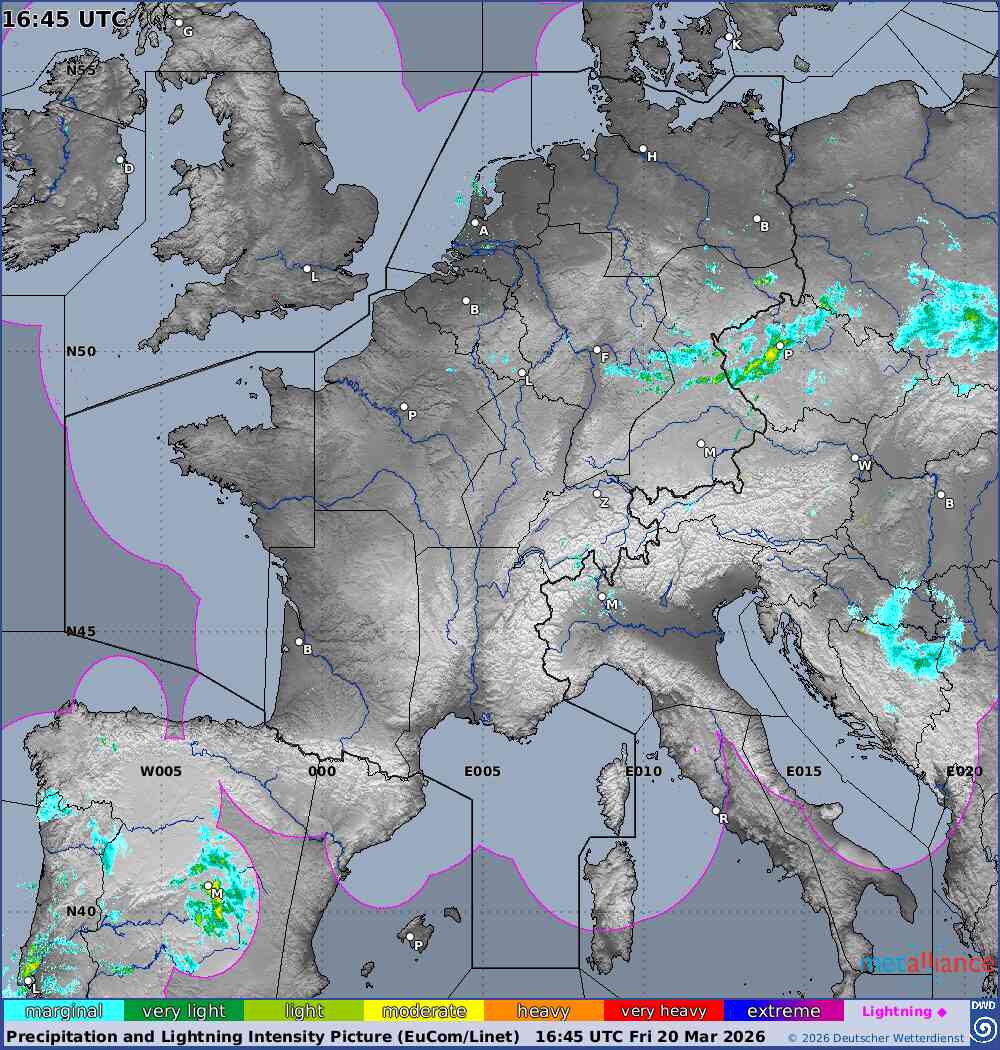 16:45 UTC
G
K
N55
D
H
A
B
B
L
B
N50
F
P
L
P
M
W
Z
B
M
N45
B
W005
000
E005
E010
E015
E020
R
M
N40
P
L
metalliance
marginal very light light moderate heavy very heavy extreme Lightning ◆
DWD
Precipitation and Lightning Intensity Picture (EuCom/Linet) 16:45 UTC Fri 20 Mar 2026 © 2026 Deutscher Wetterdienst